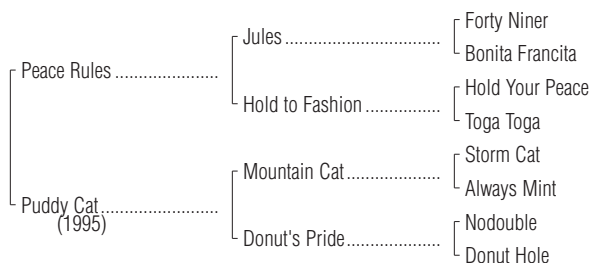 Forty Niner
Jules ..................................
Bonita Francita
Peace Rules ......................
Hold Your Peace
Hold to Fashion ................
Toga Toga
Storm Cat
Mountain Cat.....................
Always Mint
Puddy Cat.........................
(1995)
Nodouble
Donut's Pride....................
Donut Hole